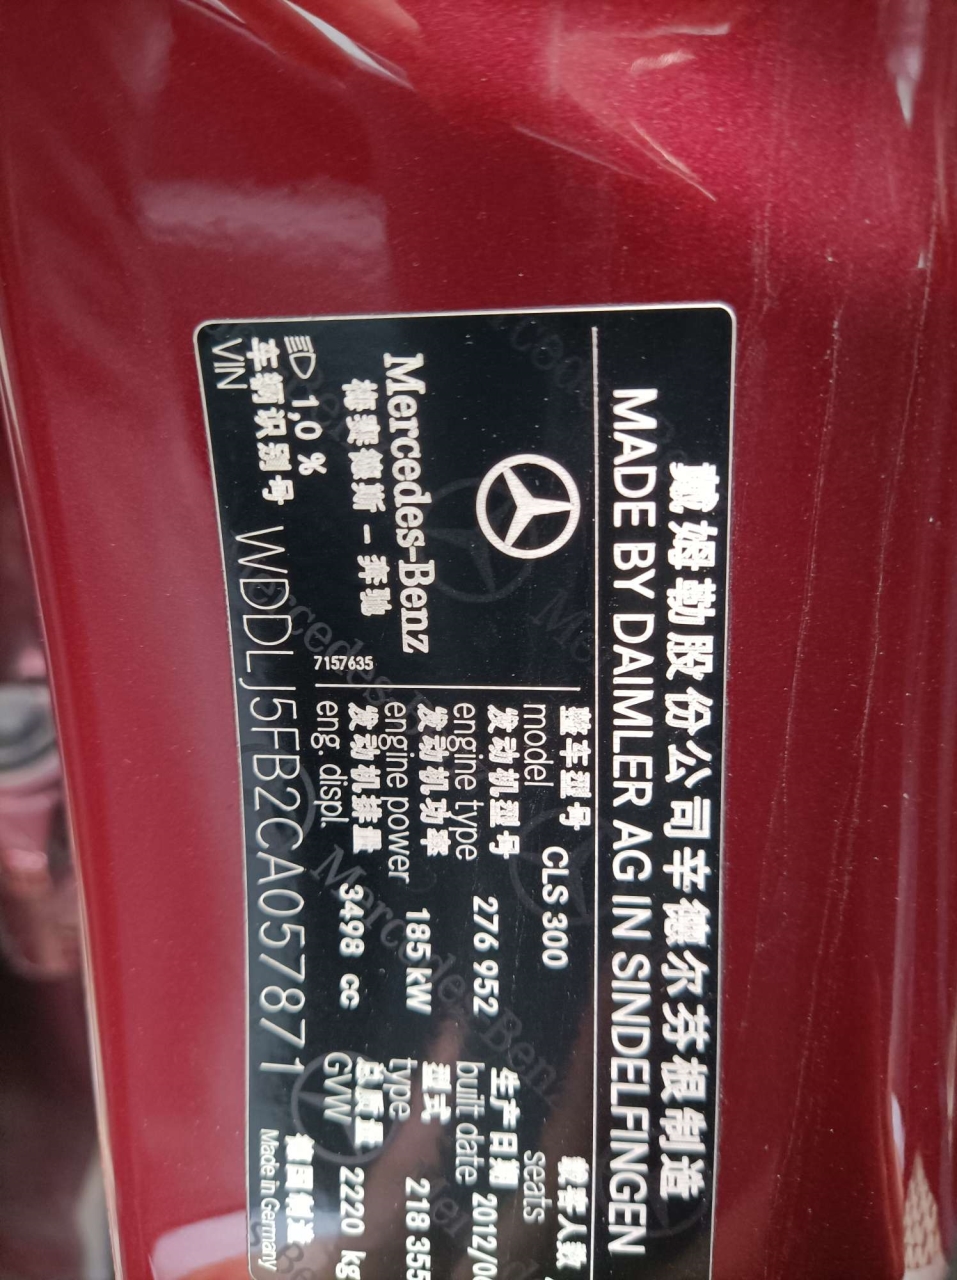 戴姆勒股份公司辛德尔芬根制造
MADE BY DAIMLER AG IN SINDELFINGEN
Mercedes-Benz
梅赛德斯-奔驰
7157635
1,0 %
整车型号
model
CLS 300
载客人数
seats
发动机型号
engine type
276 952
生产日期
built date
2012/0
发动机功率
engine power
185 kW
型式
type
218 355
发动机排量
eng. displ.
3498 cc
总质量
GVW
2220 kg
车辆识别号
VIN
WDDLJ5FB2CA057871
德国制造
Made in Germany